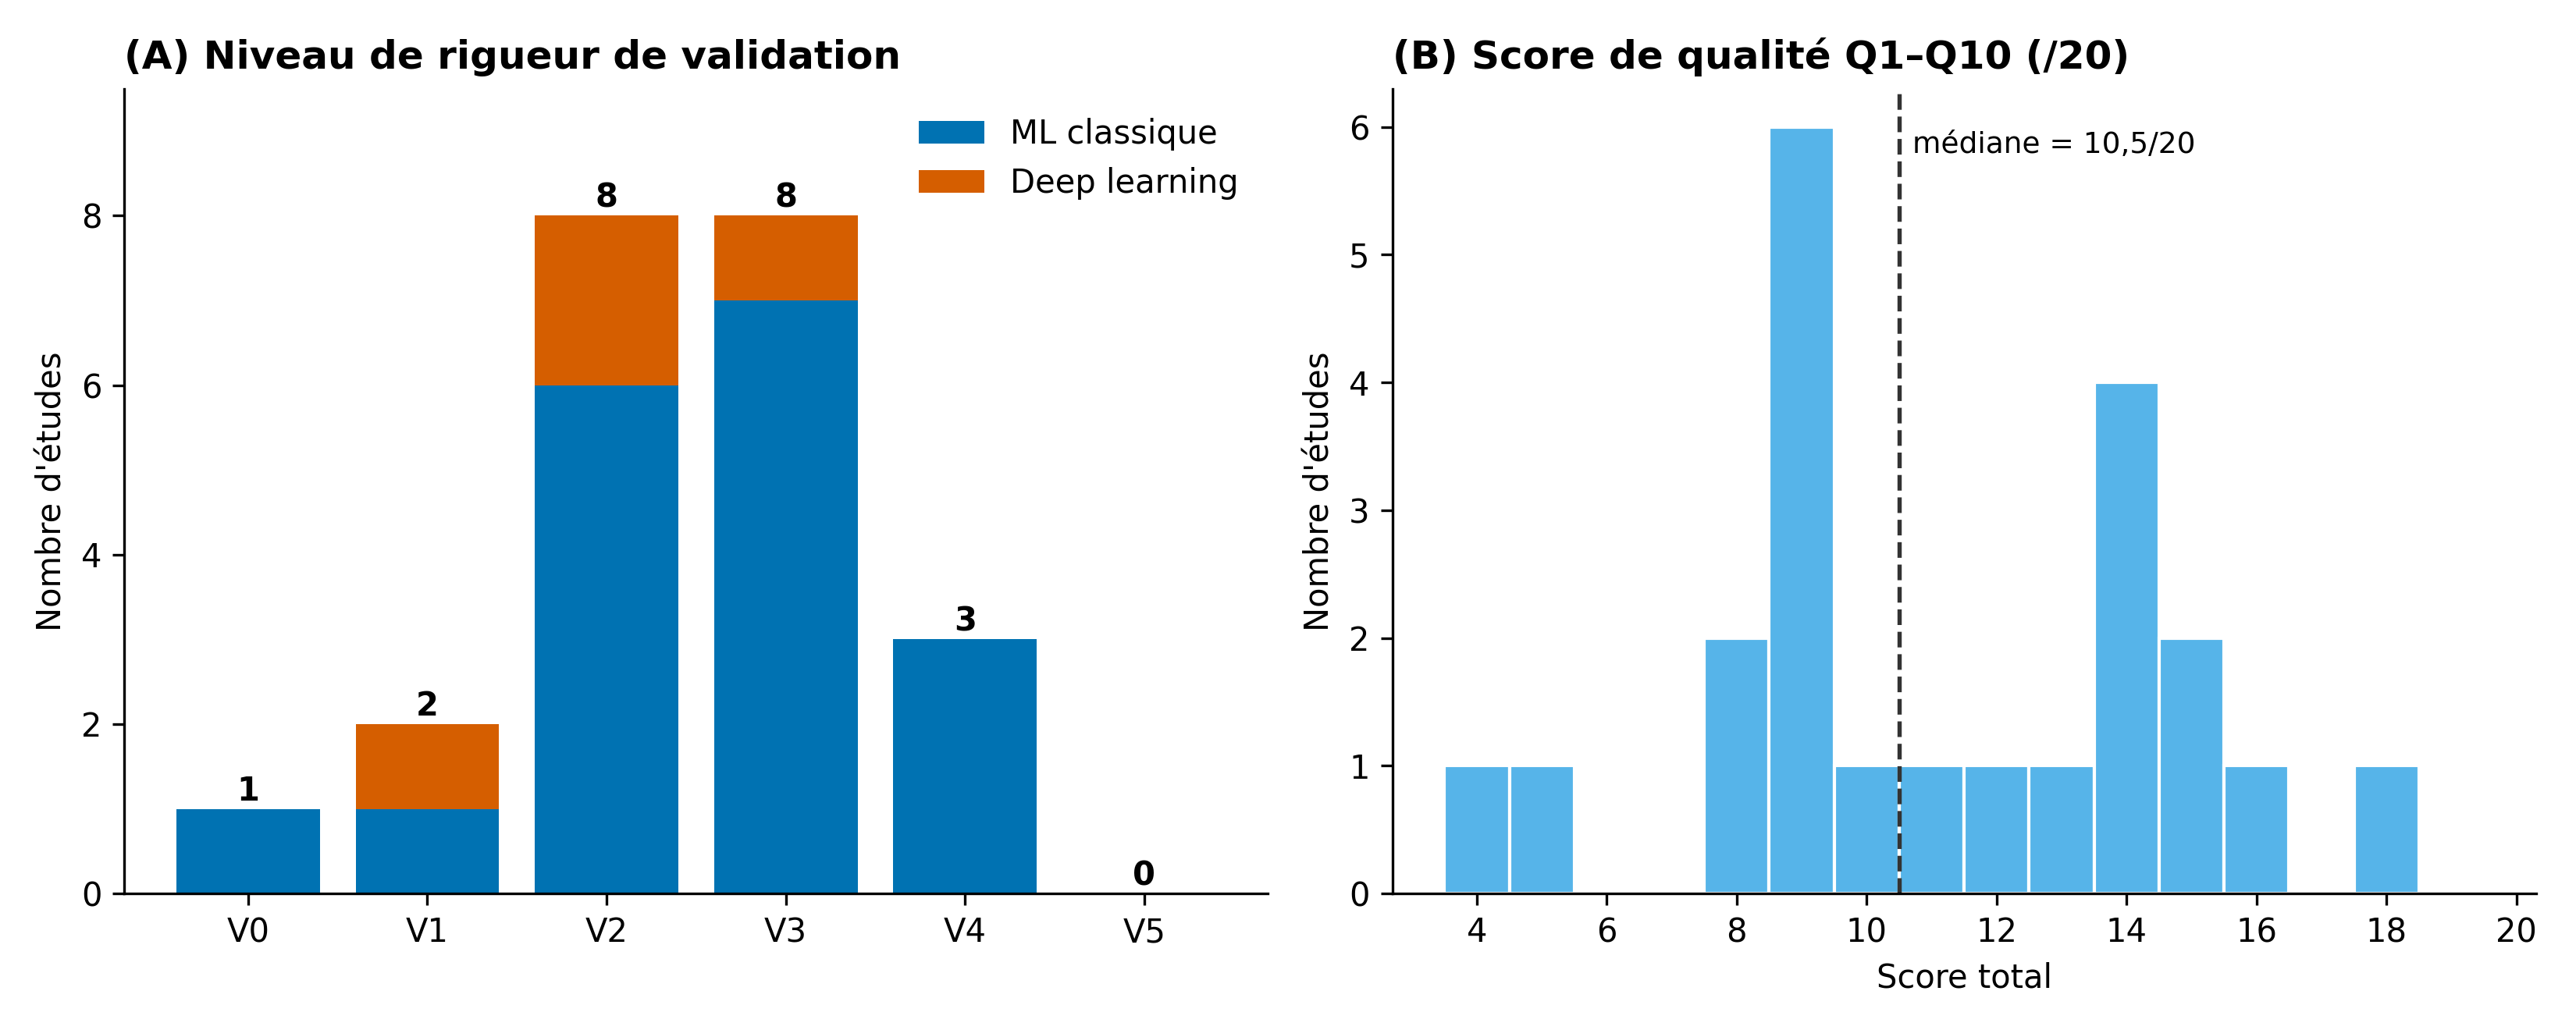 (A) Niveau de rigueur de validation
ML classique
Deep learning
Nombre d'études
8
6
4
2
0
1
2
8
8
3
0
V0 V1 V2 V3 V4 V5
(B) Score de qualité Q1–Q10 (/20)
médiane = 10,5/20
Nombre d'études
6
5
4
3
2
1
0
4 6 8 10 12 14 16 18 20
Score total